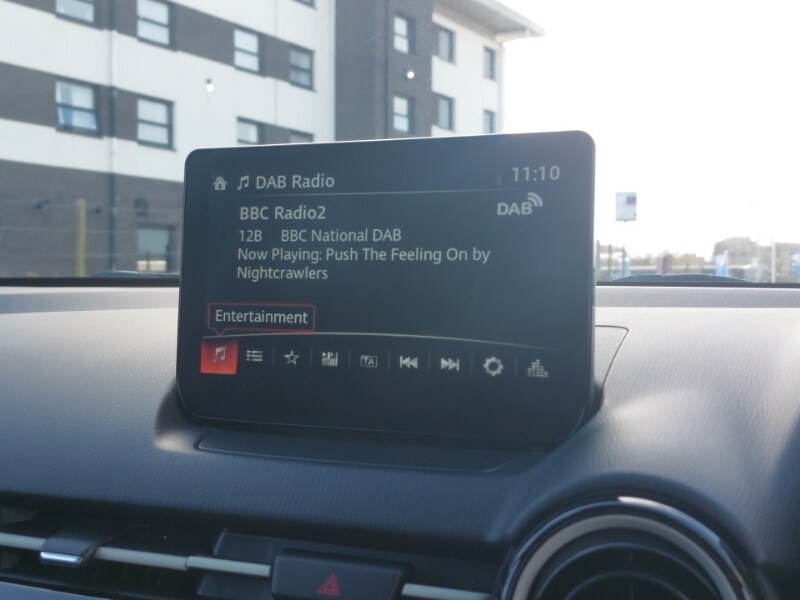 DAB Radio 11:10
BBC Radio2 DAB
12B BBC National DAB
Now Playing: Push The Feeling On by
Nightcrawlers
Entertainment
TA